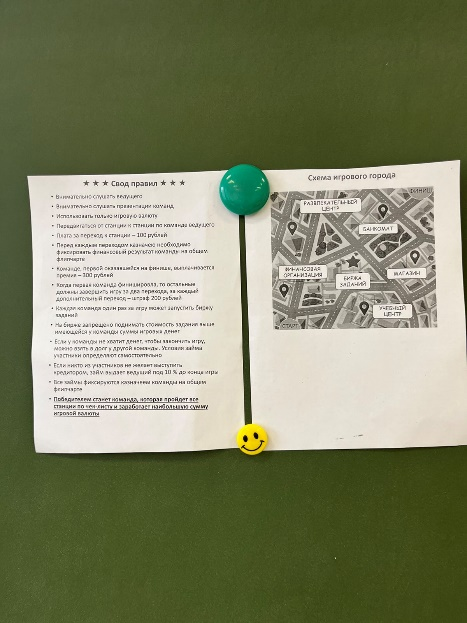 ★ ★ ★ Свод правил ★ ★ ★
• Внимательно слушать ведущего
• Внимательно слушать презентации команд
• Использовать только игровую валюту
• Передвигаться от станции к станции по команде ведущего
• Плата за переход к станции – 100 рублей
• Перед каждым переходом казначею необходимо
фиксировать финансовый результат команды на общем
флипчарте
• Команде, первой оказавшейся на финише, выплачивается
премия – 300 рублей
• Когда первая команда финишировала, то остальные
должны завершить игру за два перехода, за каждый
дополнительный переход – штраф 200 рублей
• Каждая команда один раз за игру может запустить биржу
заданий
• На бирже запрещено поднимать стоимость задания выше
имеющейся у команды суммы игровых денег
• Если у команды не хватит денег, чтобы закончить игру,
можно взять в долг у другой команды. Условия займа
участники определяют самостоятельно
• Если никто из участников не желает выступить
кредитором, займ выдает ведущий под 10 % до конца игры
• Все займы фиксируются казначеем команды на общем
флипчарте
• Победителем станет команда, которая пройдет все
станции по чек-листу и заработает наибольшую сумму
игровой валюты
Схема игрового города
ФИНИШ
РАЗВЛЕКАТЕЛЬНЫЙ
ЦЕНТР
БАНКОМАТ
ФИНАНСОВАЯ
ОРГАНИЗАЦИЯ
БИРЖА
ЗАДАНИЙ
МАГАЗИН
УЧЕБНЫЙ
ЦЕНТР
СТАРТ